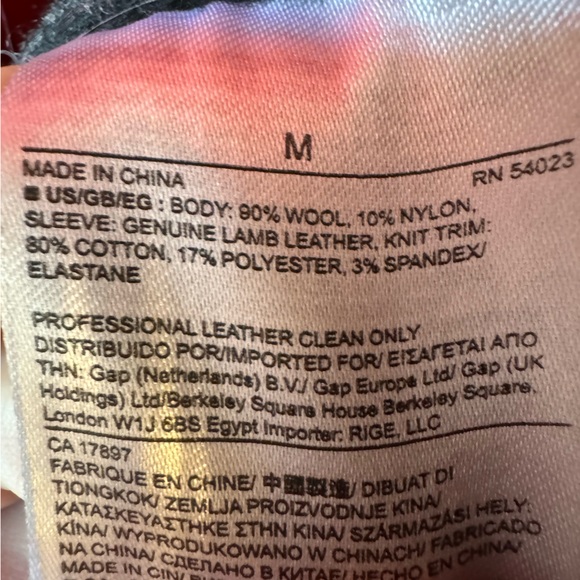 M
MADE IN CHINA RN 54023
US/GB/EG : BODY: 90% WOOL, 10% NYLON,
SLEEVE: GENUINE LAMB LEATHER, KNIT TRIM:
80% COTTON, 17% POLYESTER, 3% SPANDEX/
ELASTANE
PROFESSIONAL LEATHER CLEAN ONLY
DISTRIBUIDO POR/IMPORTED FOR/ ΕΙΣΑΓΕΤΑΙ ΑΠΟ
ΤΗΝ: Gap (Netherlands) B.V./ Gap Europe Ltd/ Gap (UK
Holdings) Ltd/Berkeley Square House Berkeley Square,
London W1J 6BS Egypt Importer: RIGE, LLC
CA 17897
FABRIQUE EN CHINE/ 中國製造/ DIBUAT DI
TIONGKOK/ ZEMLJA PROIZVODNJE KINA/
ΚΑΤΑΣΚΕΥΑΣΤΗΚΕ ΣΤΗΝ ΚΙΝΑ/ SZÁRMAZÁSI HELY:
KÍNA/ WYPRODUKOWANO W CHINACH/ FABRICADO
NA CHINA/ СДЕЛАНО В КИТАЕ/ HECHO EN CHINA/
MADE IN